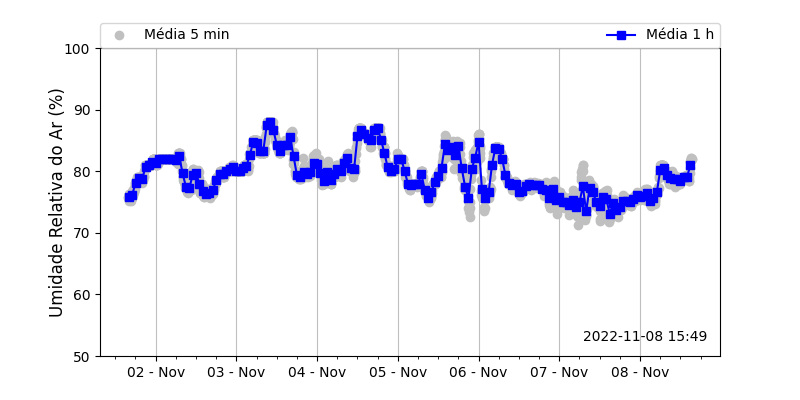 Média 5 min
Média 1 h
Umidade Relativa do Ar (%)
100
90
80
70
60
50
2022-11-08 15:49
02 - Nov
03 - Nov
04 - Nov
05 - Nov
06 - Nov
07 - Nov
08 - Nov